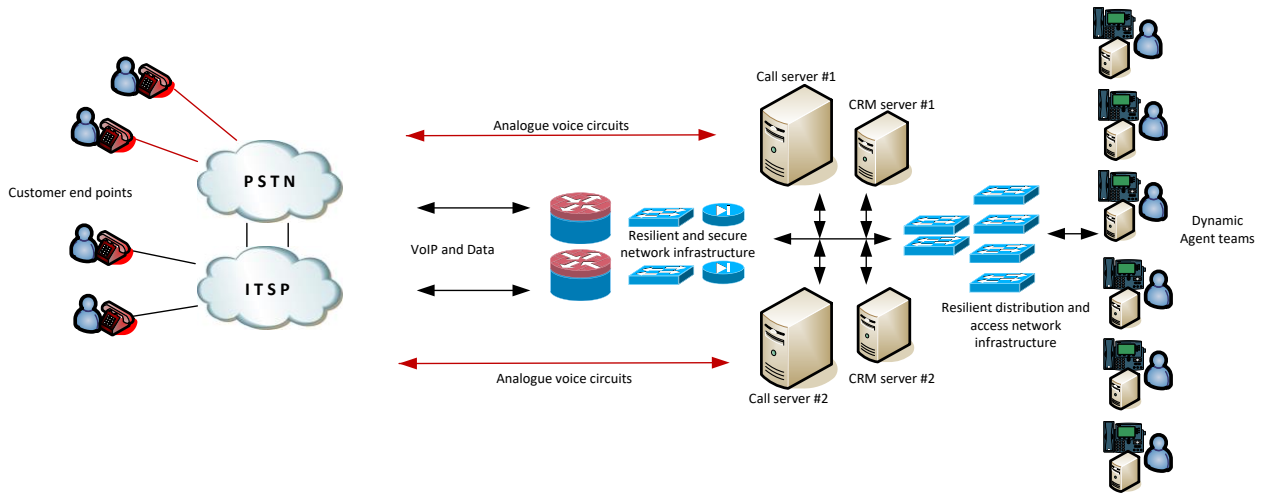 Call server #1
CRM server #1
Analogue voice circuits
PSTN
Customer end points
VoIP and Data
Resilient and secure
network infrastructure
Dynamic
Agent teams
ITSP
Resilient distribution and
access network
infrastructure
Analogue voice circuits
CRM server #2
Call server #2